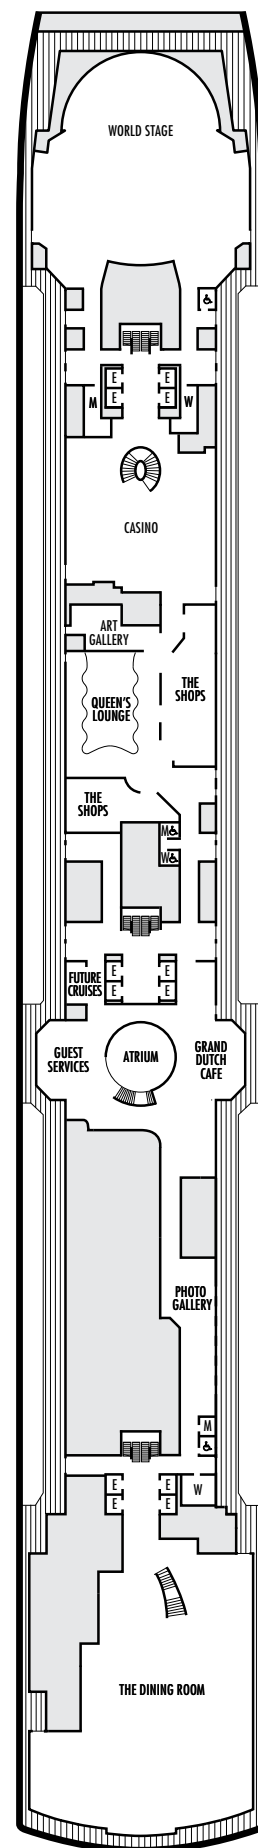 WORLD STAGE
E
E
E
E
M
W
CASINO
ART
GALLERY
QUEEN'S
LOUNGE
THE
SHOPS
THE
SHOPS
M
W
FUTURE
CRUISES
E
E
E
E
GUEST
SERVICES
ATRIUM
GRAND
DUTCH
CAFE
PHOTO
GALLERY
M
E
E
E
E
W
THE DINING ROOM